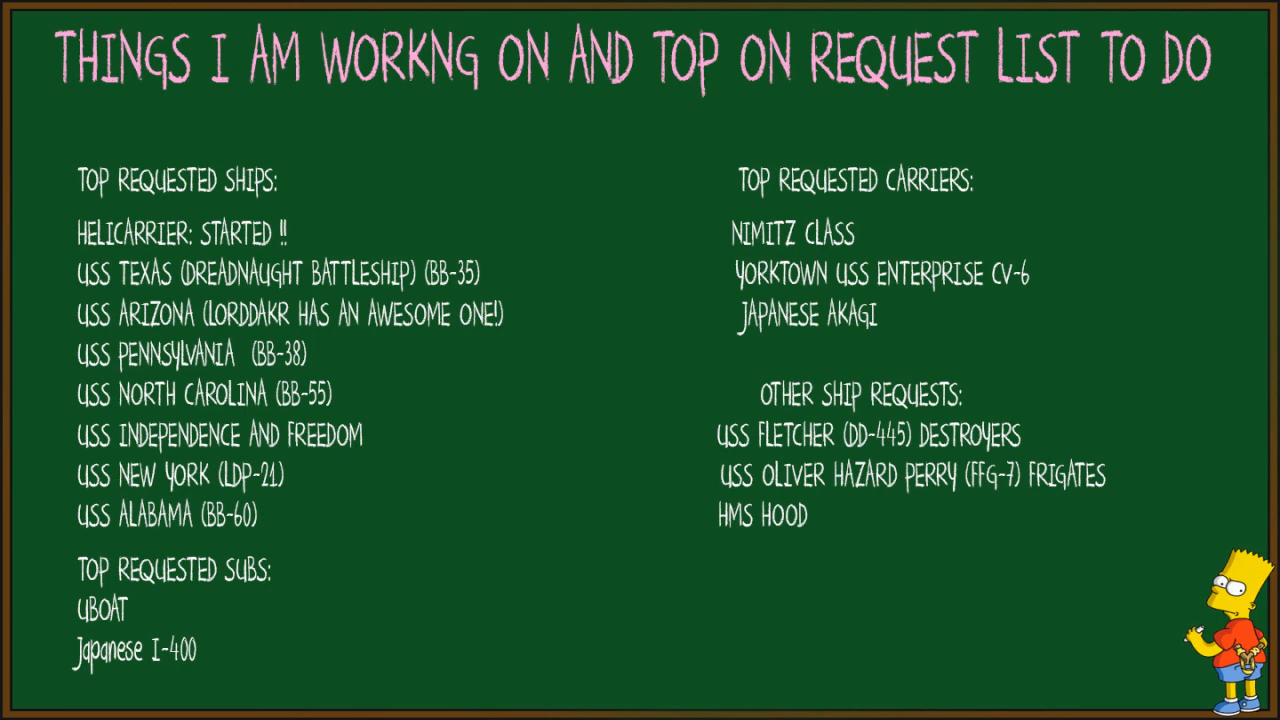 THINGS I AM WORKNG ON AND TOP ON REQUEST LIST TO DO
TOP REQUESTED SHIPS:
HELICARRIER: STARTED !!
USS TEXAS (DREADNAUGHT BATTLESHIP) (BB-35)
USS ARIZONA (LORDDAKR HAS AN AWESOME ONE!)
USS PENNSYLVANIA (BB-38)
USS NORTH CAROLINA (BB-55)
USS INDEPENDENCE AND FREEDOM
USS NEW YORK (LDP-21)
USS ALABAMA (BB-60)
TOP REQUESTED SUBS:
UBOAT
Japanese I-400
TOP REQUESTED CARRIERS:
NIMITZ CLASS
YORKTOWN USS ENTERPRISE CV-6
JAPANESE AKAGI
OTHER SHIP REQUESTS:
USS FLETCHER (DD-445) DESTROYERS
USS OLIVER HAZARD PERRY (FFG-7) FRIGATES
HMS HOOD